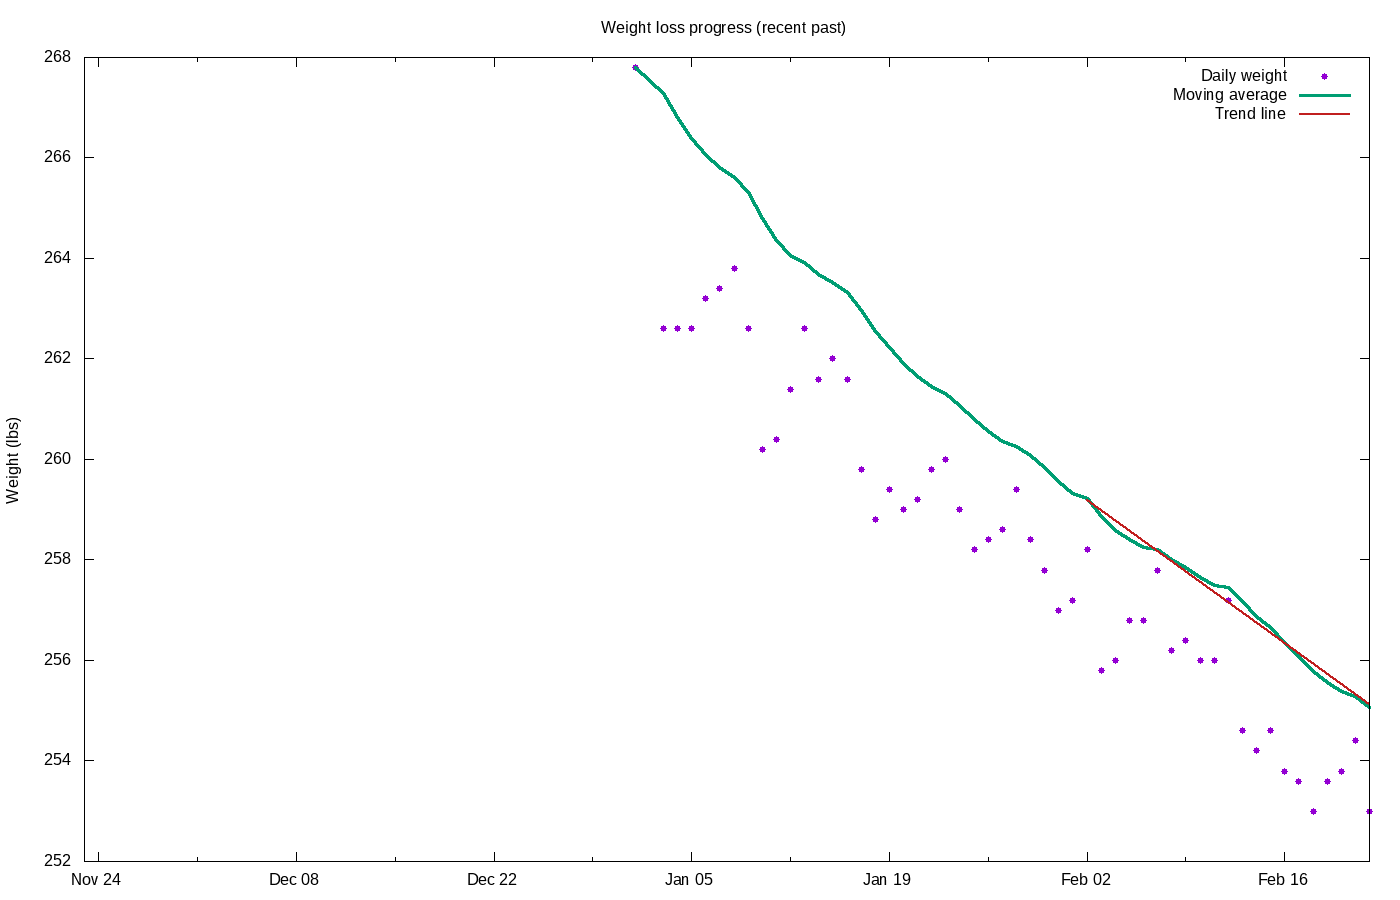 Weight loss progress (recent past)
268
266
264
262
260
258
256
254
252
Weight (lbs)
Daily weight
Moving average
Trend line
Nov 24
Dec 08
Dec 22
Jan 05
Jan 19
Feb 02
Feb 16